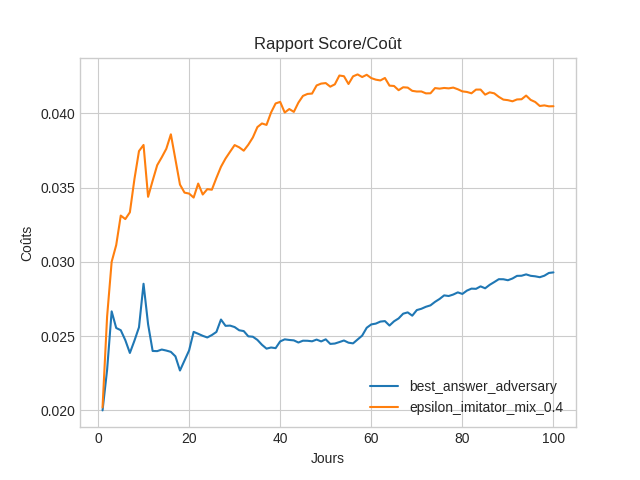 Rapport Score/Coût
0.040
0.035
0.030
0.025
0.020
Coûts
best_answer_adversary
epsilon_imitator_mix_0.4
0 20 40 60 80 100
Jours